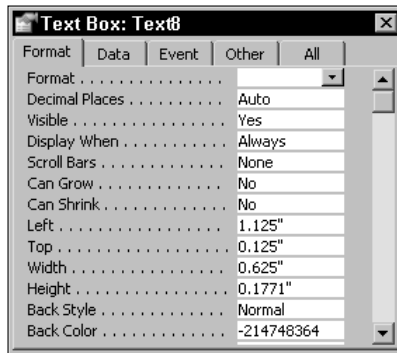 Text Box: Text8
Format Data Event Other All
Format . . . . . . . . . . . . . . .
Decimal Places . . . . . . . . . . Auto
Visible . . . . . . . . . . . . . . . . Yes
Display When . . . . . . . . . . . Always
Scroll Bars . . . . . . . . . . . . . None
Can Grow . . . . . . . . . . . . . No
Can Shrink . . . . . . . . . . . . . No
Left . . . . . . . . . . . . . . . . . . 1.125"
Top . . . . . . . . . . . . . . . . . . 0.125"
Width . . . . . . . . . . . . . . . . 0.625"
Height . . . . . . . . . . . . . . . . 0.1771"
Back Style . . . . . . . . . . . . . Normal
Back Color . . . . . . . . . . . . . -214748364